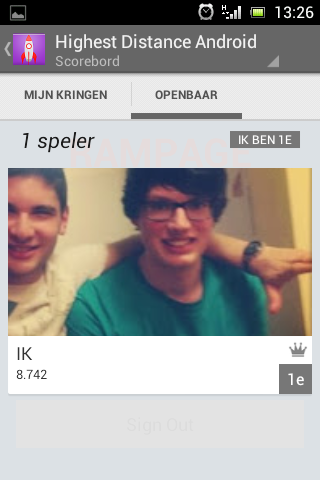 13:26
Highest Distance Android
Scorebord
MIJN KRINGEN
OPENBAAR
1 speler
IK BEN 1E
RAMPAGE
IK
8.742
1e
Sign Out